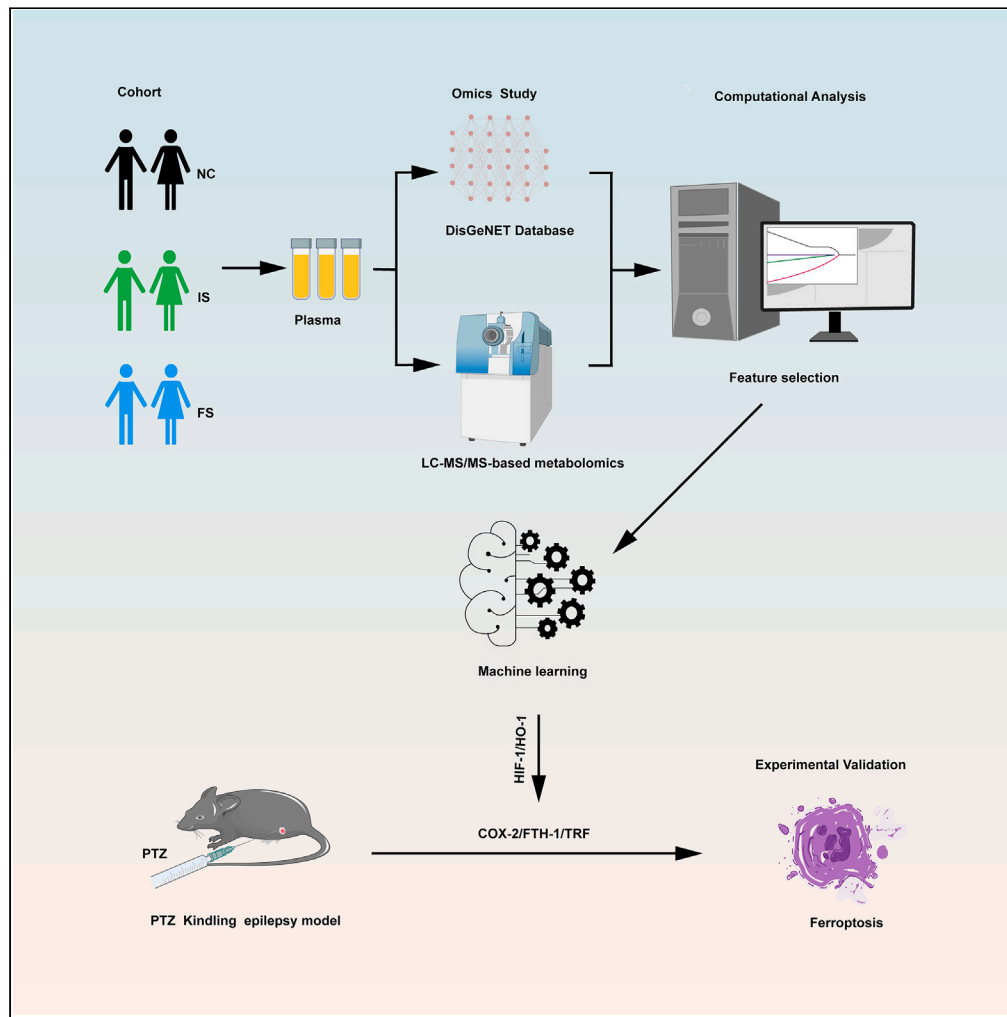 Cohort
Omics Study
Computational Analysis
NC
DisGeNET Database
IS
Plasma
Feature selection
FS
LC-MS/MS-based metabolomics
Machine learning
HIF-1/HO-1
Experimental Validation
COX-2/FTH-1/TRF
PTZ
PTZ Kindling epilepsy model
Ferroptosis